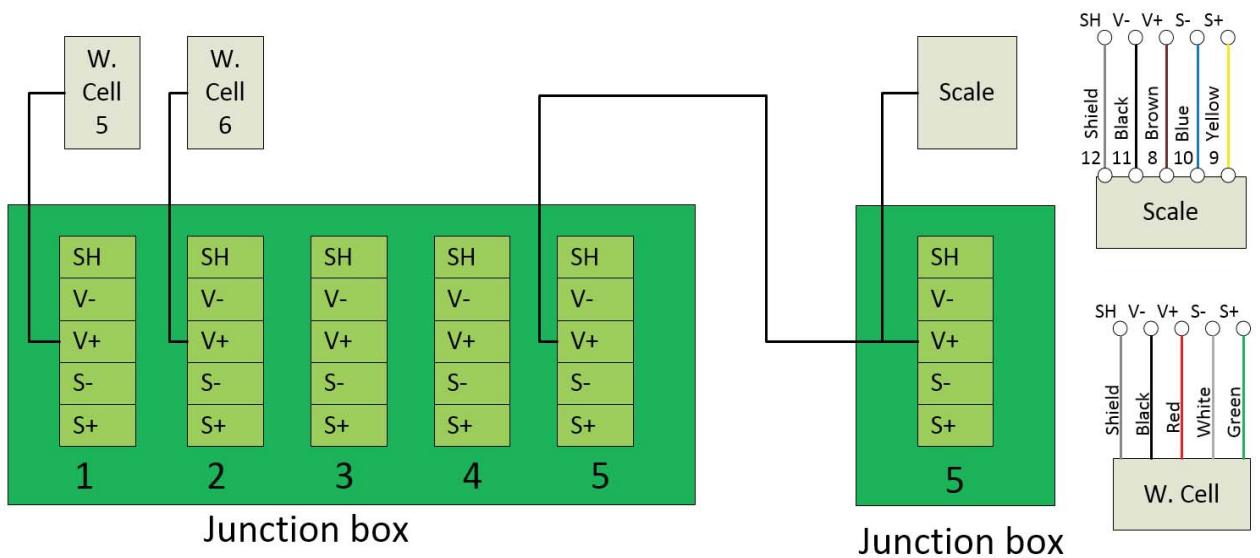 W.
Cell
5
W.
Cell
6
Scale
SH V- V+ S- S+
Shield
Black
Brown
Blue
Yellow
12 11 8 10 9
Scale
SH SH SH SH SH SH
V- V- V- V- V- V-
V+ V+ V+ V+ V+ V+
S- S- S- S- S- S-
S+ S+ S+ S+ S+ S+
1 2 3 4 5 5
Junction box
Junction box
SH V- V+ S- S+
Shield
Black
Red
White
Green
W. Cell